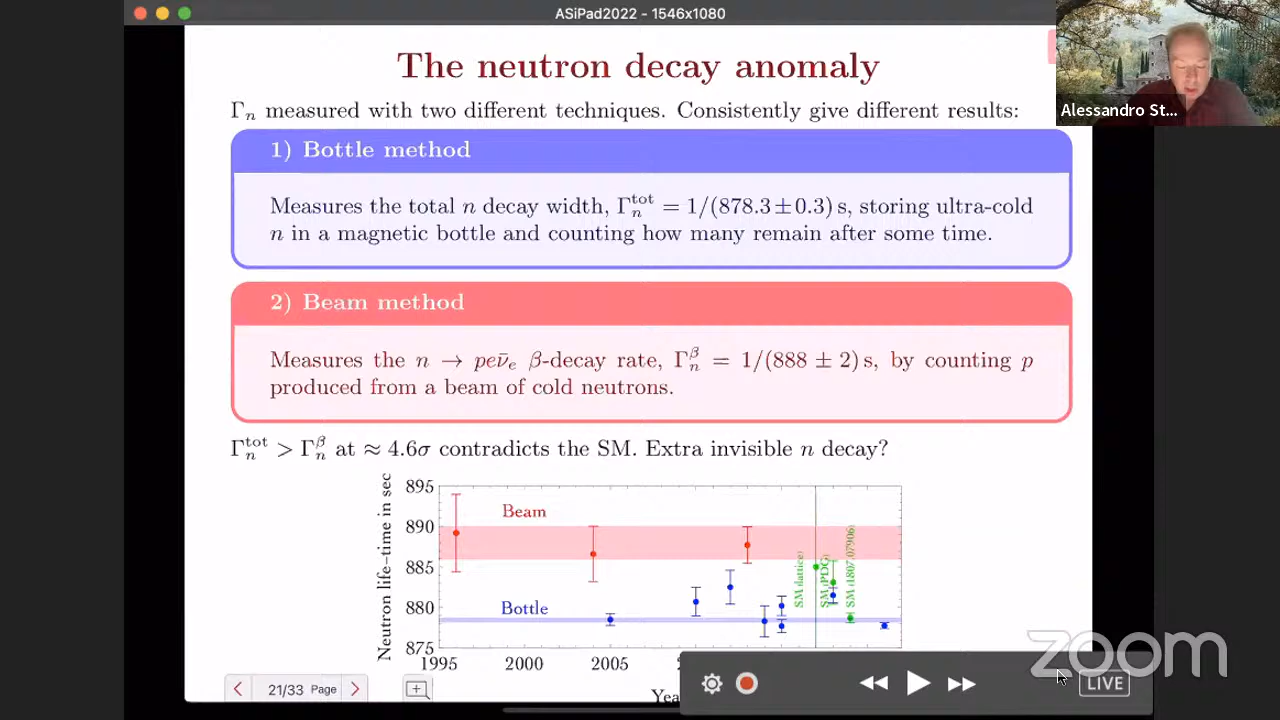 ASiPad2022 - 1546x1080
Alessandro St...
The neutron decay anomaly
Γₙ measured with two different techniques. Consistently give different results:
1) Bottle method
Measures the total n decay width, Γₙᵗᵒᵗ = 1/(878.3±0.3) s, storing ultra-cold
n in a magnetic bottle and counting how many remain after some time.
2) Beam method
Measures the n → peν̄ₑ β-decay rate, Γₙᵝ = 1/(888 ± 2) s, by counting p
produced from a beam of cold neutrons.
Γₙᵗᵒᵗ > Γₙᵝ at ≈ 4.6σ contradicts the SM. Extra invisible n decay?
Neutron life-time in sec
895
890
885
880
875
Beam
Bottle
SM (lattice)
SM (PDG)
SM (1807.07906)
1995
2000
2005
21/33 Page
zoom
LIVE